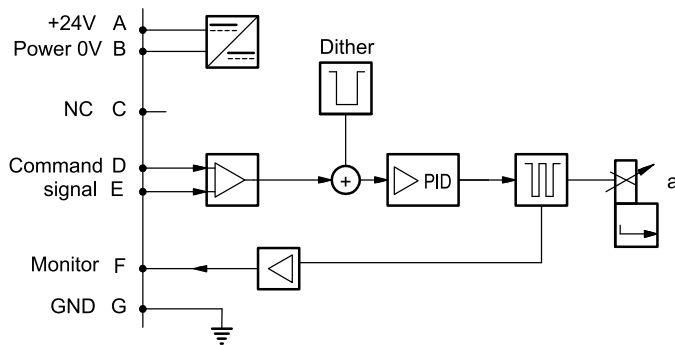 +24V A
Power 0V B
Dither
NC C
Command D
signal E
+
PID
a
Monitor F
GND G